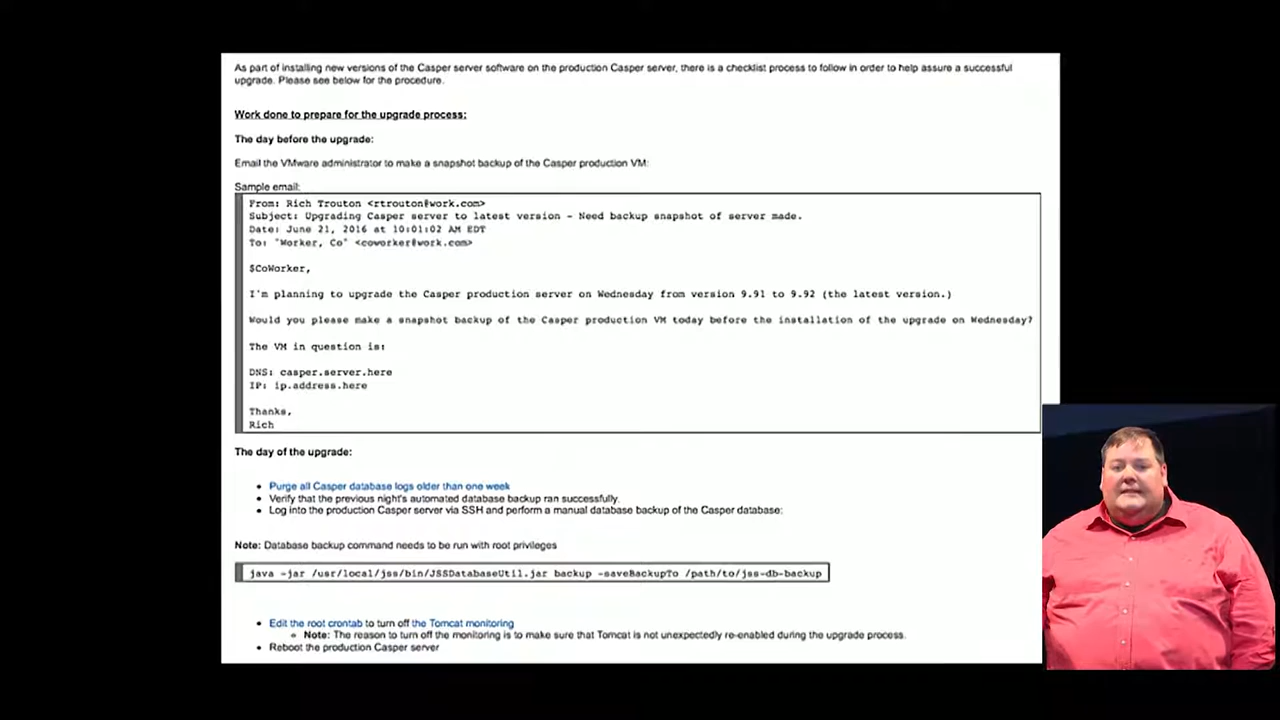 As part of installing new versions of the Casper server software on the production Casper server, there is a checklist process to follow in order to help assure a successful
upgrade. Please see below for the procedure.
Work done to prepare for the upgrade process:
The day before the upgrade:
Email the VMware administrator to make a snapshot backup of the Casper production VM:
Sample email:
From: Rich Trouton <rtrouton@work.com>
Subject: Upgrading Casper server to latest version - Need backup snapshot of server made.
Date: June 21, 2016 at 10:01:02 AM EDT
To: "Worker, Co" <coworker@work.com>
$CoWorker,
I'm planning to upgrade the Casper production server on Wednesday from version 9.91 to 9.92 (the latest version.)
Would you please make a snapshot backup of the Casper production VM today before the installation of the upgrade on Wednesday?
The VM in question is:
DNS: casper.server.here
IP: ip.address.here
Thanks,
Rich
The day of the upgrade:
• Purge all Casper database logs older than one week
• Verify that the previous night's automated database backup ran successfully.
• Log into the production Casper server via SSH and perform a manual database backup of the Casper database:
Note: Database backup command needs to be run with root privileges
java -jar /usr/local/jss/bin/JSSDatabaseUtil.jar backup -saveBackupTo /path/to/jss-db-backup
• Edit the root crontab to turn off the Tomcat monitoring
◦ Note: The reason to turn off the monitoring is to make sure that Tomcat is not unexpectedly re-enabled during the upgrade process.
• Reboot the production Casper server